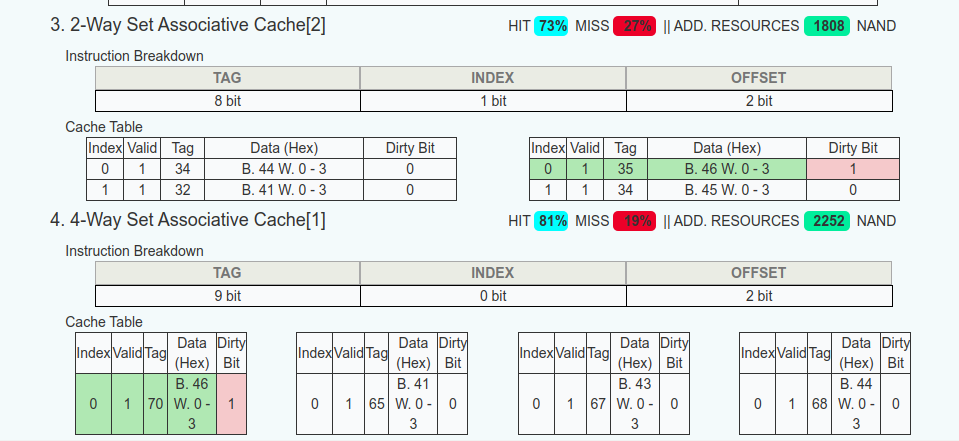 3. 2-Way Set Associative Cache[2] HIT 73% MISS 27% || ADD. RESOURCES 1808 NAND
Instruction Breakdown
TAG INDEX OFFSET
8 bit 1 bit 2 bit
Cache Table
Index Valid Tag Data (Hex) Dirty Bit Index Valid Tag Data (Hex) Dirty Bit
0 1 34 B. 44 W. 0 - 3 0 0 1 35 B. 46 W. 0 - 3 1
1 1 32 B. 41 W. 0 - 3 0 1 1 34 B. 45 W. 0 - 3 0
4. 4-Way Set Associative Cache[1] HIT 81% MISS 19% || ADD. RESOURCES 2252 NAND
Instruction Breakdown
TAG INDEX OFFSET
9 bit 0 bit 2 bit
Cache Table
Index Valid Tag Data (Hex) Dirty Bit Index Valid Tag Data (Hex) Dirty Bit Index Valid Tag Data (Hex) Dirty Bit Index Valid Tag Data (Hex) Dirty Bit
0 1 70 B. 46 W. 0 - 3 1 0 1 65 B. 41 W. 0 - 3 0 0 1 67 B. 43 W. 0 - 3 0 0 1 68 B. 44 W. 0 - 3 0